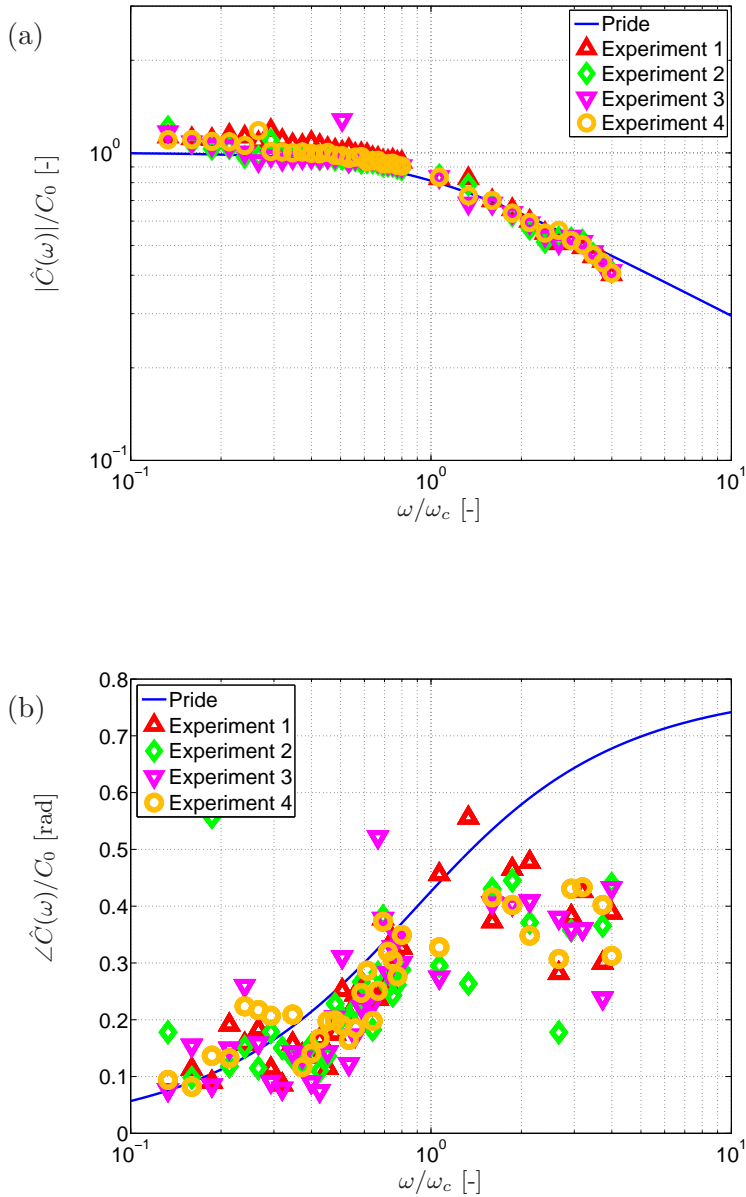 (a)
|Ĉ(ω)|/C₀ [-]
10⁰
10⁻¹
Pride
Experiment 1
Experiment 2
Experiment 3
Experiment 4
10⁻¹ 10⁰ 10¹
ω/ω_c [-]
(b)
∠Ĉ(ω)/C₀ [rad]
0.8
0.7
0.6
0.5
0.4
0.3
0.2
0.1
0
Pride
Experiment 1
Experiment 2
Experiment 3
Experiment 4
10⁻¹ 10⁰ 10¹
ω/ω_c [-]